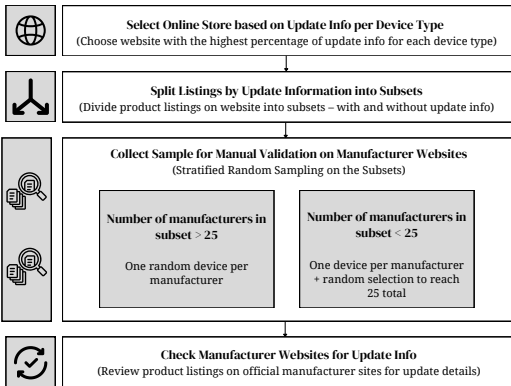 Select Online Store based on Update Info per Device Type
(Choose website with the highest percentage of update info for each device type)
Split Listings by Update Information into Subsets
(Divide product listings on website into subsets – with and without update info)
Collect Sample for Manual Validation on Manufacturer Websites
(Stratified Random Sampling on the Subsets)
Number of manufacturers in
subset > 25
One random device per
manufacturer
Number of manufacturers in
subset < 25
One device per manufacturer
+ random selection to reach
25 total
Check Manufacturer Websites for Update Info
(Review product listings on official manufacturer sites for update details)